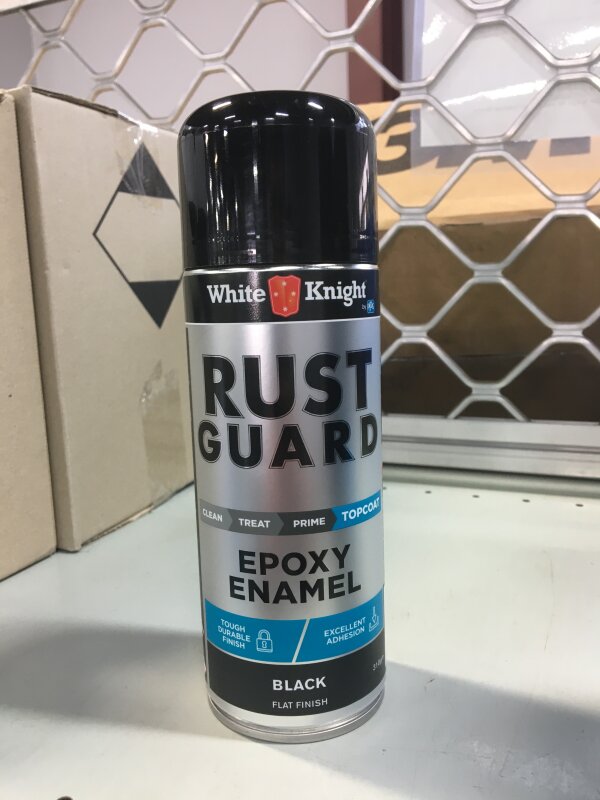 White Knight
RUST
GUARD
CLEAN TREAT PRIME TOPCOAT
EPOXY
ENAMEL
TOUGH
DURABLE
FINISH
EXCELLENT
ADHESION
BLACK
FLAT FINISH